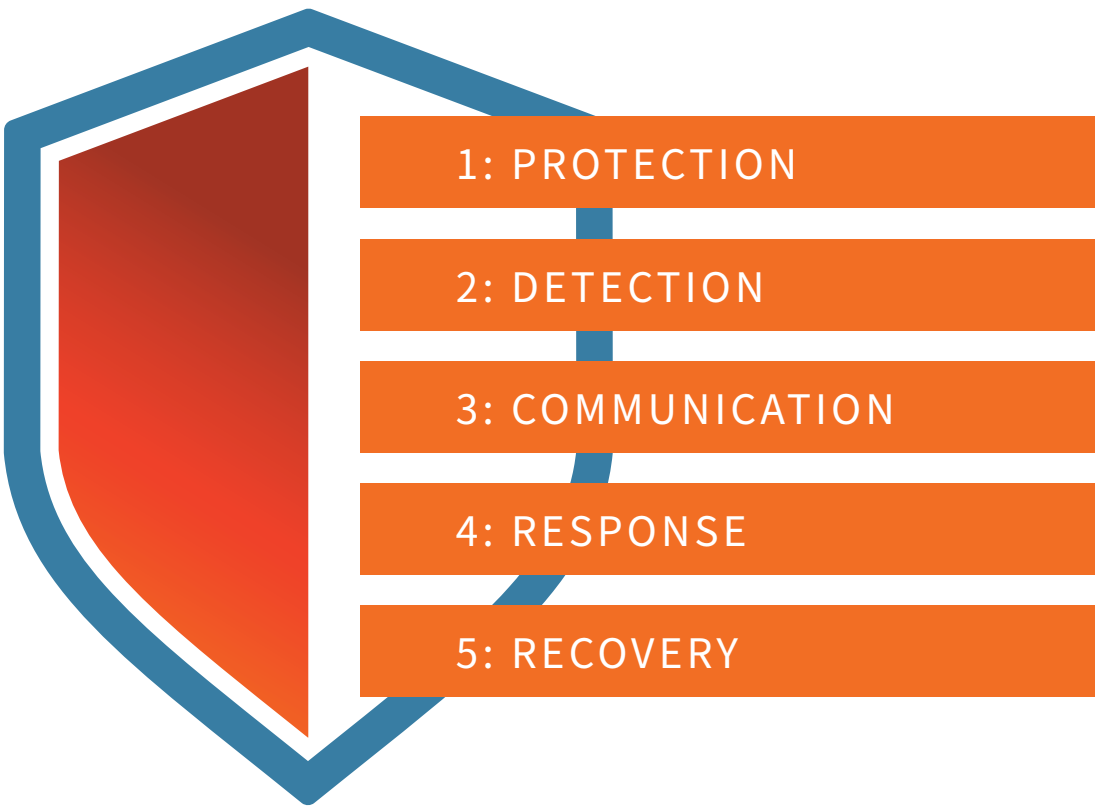 1: PROTECTION
2: DETECTION
3: COMMUNICATION
4: RESPONSE
5: RECOVERY